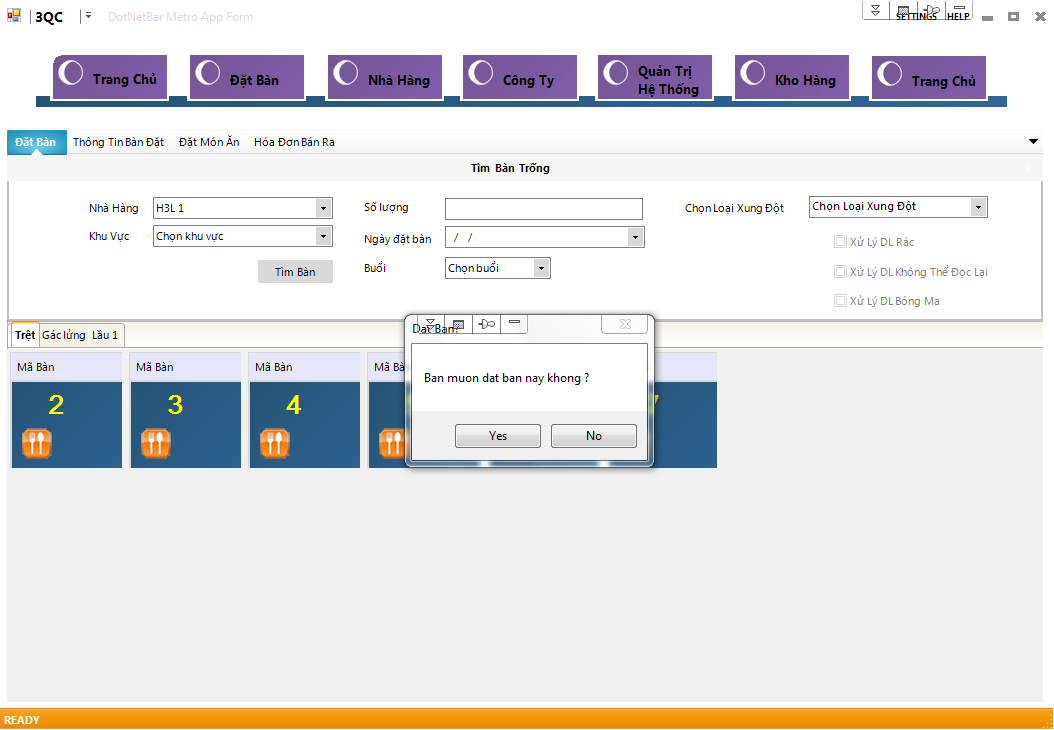 3QC
DotNetBar Metro App Form
SETTINGS HELP
Trang Chủ
Đặt Bàn
Nhà Hàng
Công Ty
Quản Trị
Hệ Thống
Kho Hàng
Trang Chủ
Đặt Bàn Thông Tin Bàn Đặt Đặt Món Ăn Hóa Đơn Bán Ra
Tìm Bàn Trống
Nhà Hàng H3L 1 Số lượng Chọn Loại Xung Đột Chọn Loại Xung Đột
Khu Vực Chọn khu vực Ngày đặt bàn / / Xử Lý DL Rác
Tìm Bàn Buổi Chọn buổi Xử Lý DL Không Thể Đọc Lại
Xử Lý DL Bóng Ma
Trệt Gác lửng Lầu 1
Mã Bàn Mã Bàn Mã Bàn Mã Bà
2 3 4
Dat Ban?
Ban muon dat ban nay khong ?
Yes No
READY